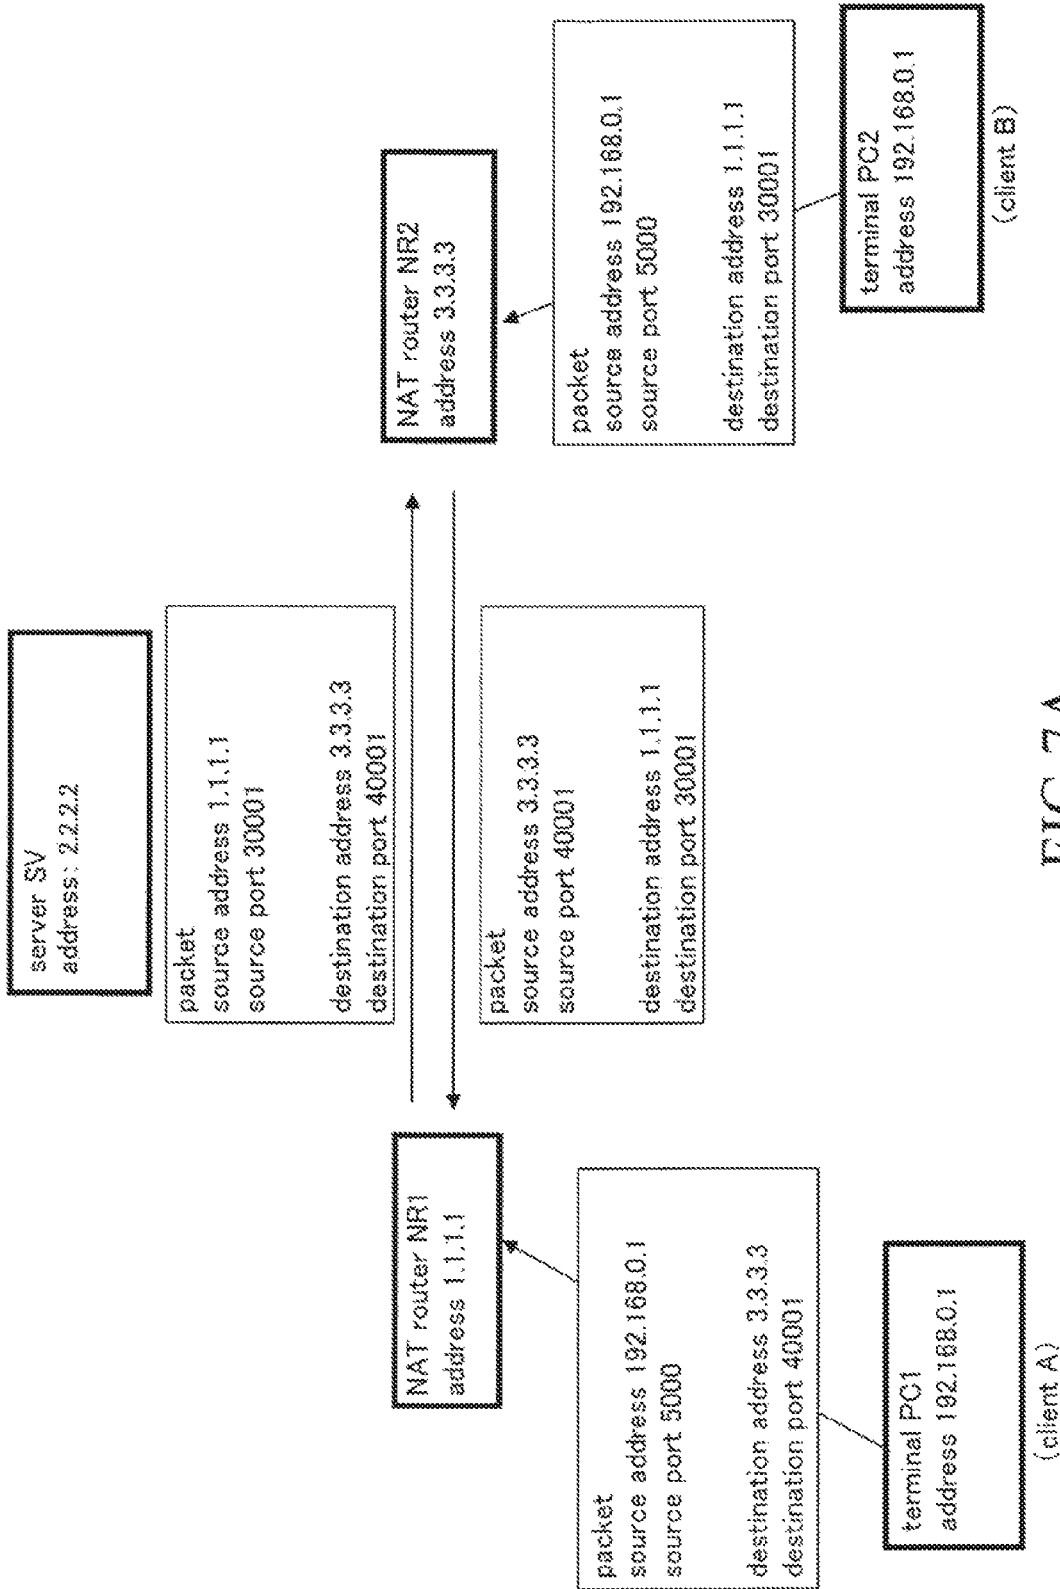 server SV
address: 2.2.2.2
packet
source address 1.1.1.1
source port 30001
destination address 3.3.3.3
destination port 40001
NAT router NR1
address 1.1.1.1
NAT router NR2
address 3.3.3.3
packet
source address 3.3.3.3
source port 40001
destination address 1.1.1.1
destination port 30001
packet
source address 192.168.0.1
source port 5000
destination address 3.3.3.3
destination port 40001
packet
source address 192.168.0.1
source port 5000
destination address 1.1.1.1
destination port 30001
terminal PC1
address 192.168.0.1
(client A)
terminal PC2
address 192.168.0.1
(client B)
FIG. 7A